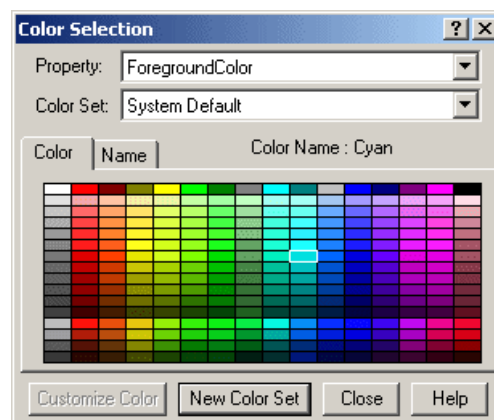 Color Selection
Property: ForegroundColor
Color Set: System Default
Color Name Color Name : Cyan
Customize Color New Color Set Close Help